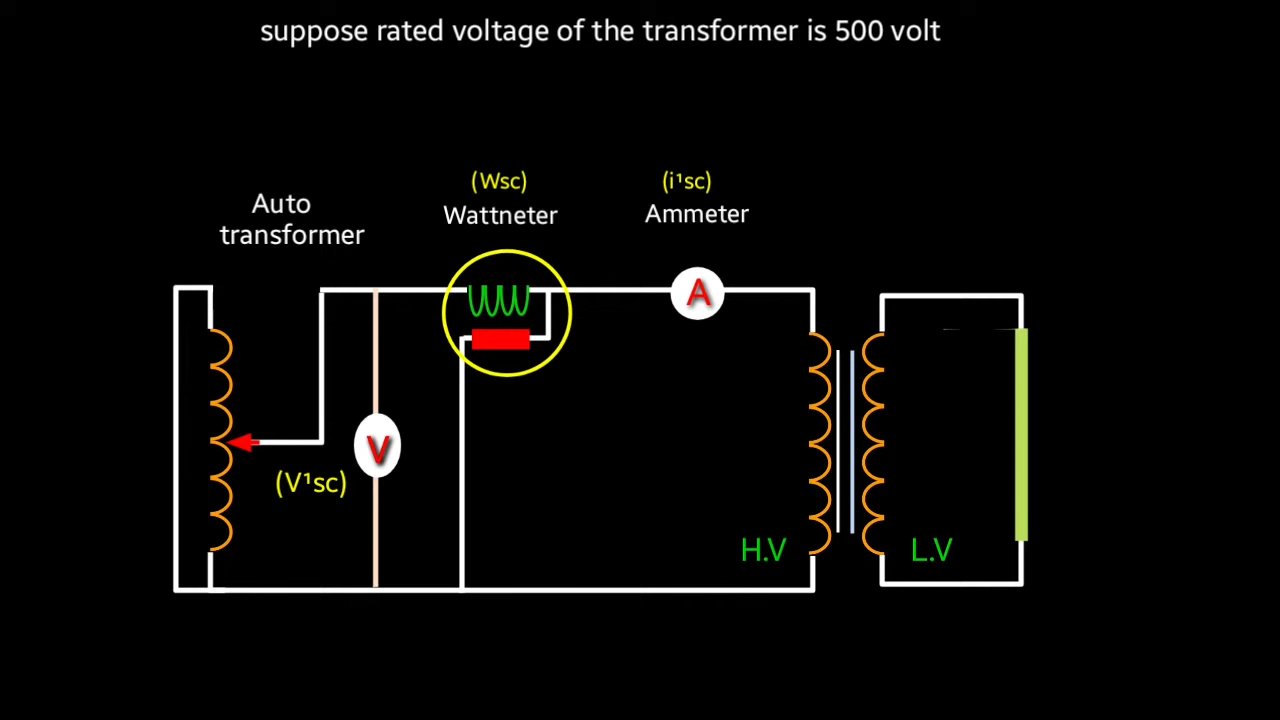 suppose rated voltage of the transformer is 500 volt
(Wsc)
(i¹sc)
Auto
transformer
Wattneter
Ammeter
A
V
(V¹sc)
H.V
L.V